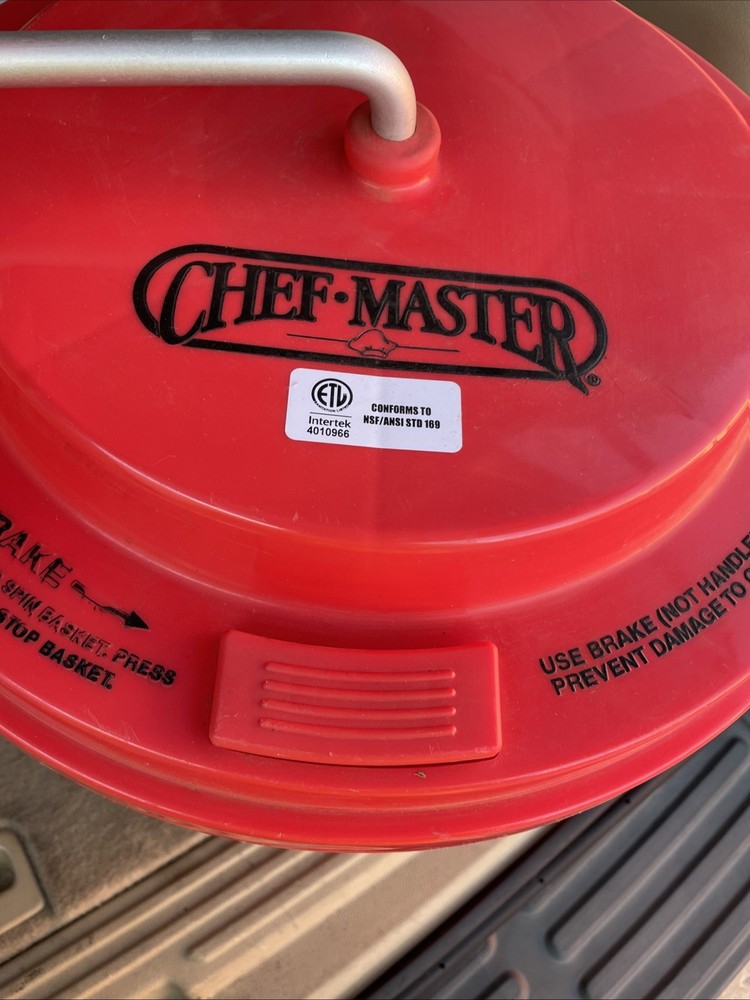 CHEF·MASTER®
ETL
Intertek
4010966
CONFORMS TO
NSF/ANSI STD 169
SPIN BASKET. PRESS
STOP BASKET.
USE BRAKE (NOT HANDLE
PREVENT DAMAGE TO